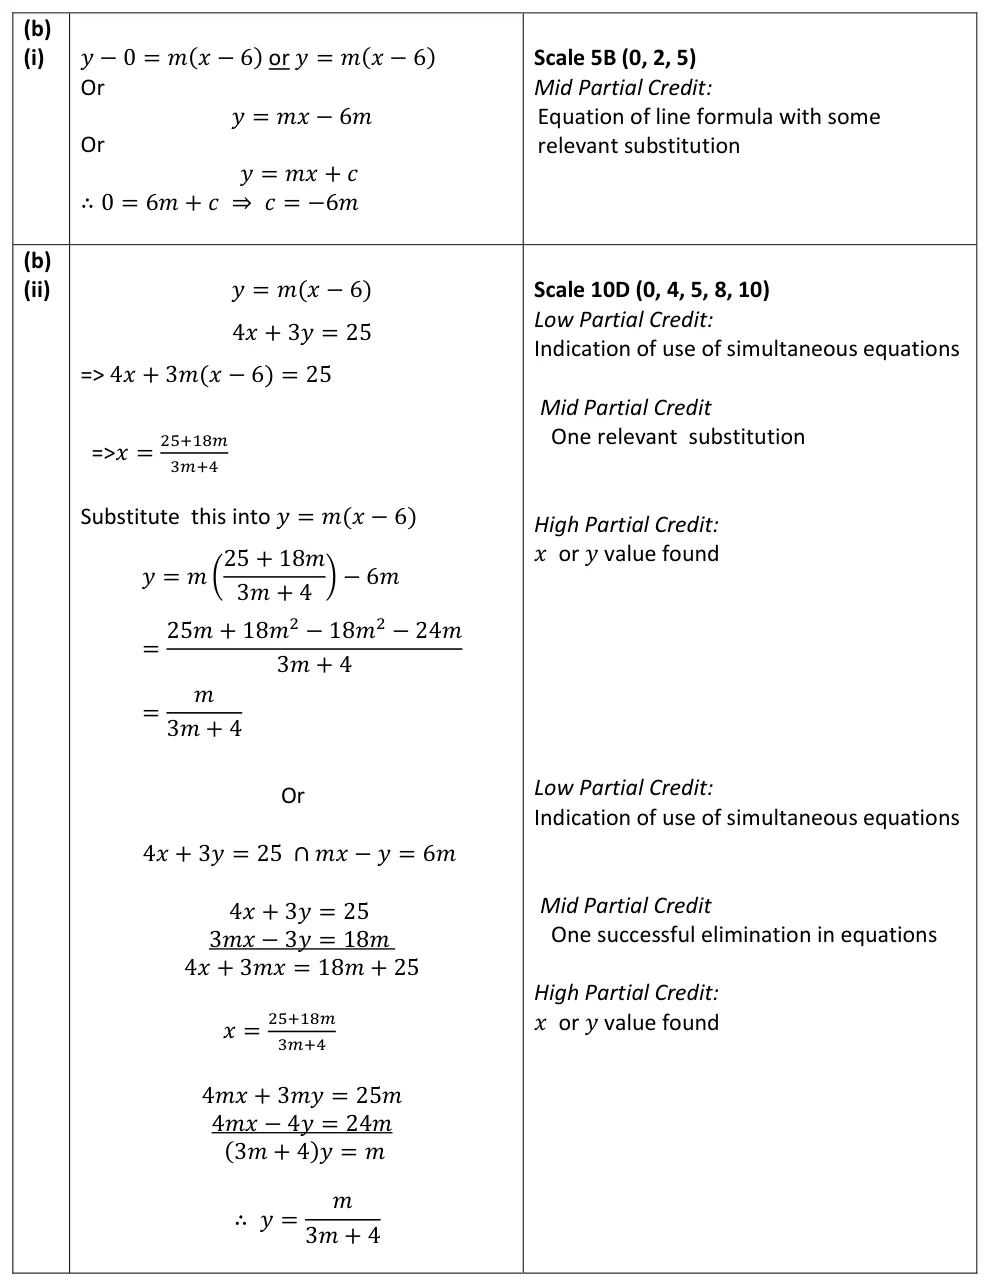 (b)
(i)
y − 0 = m(x − 6) or y = m(x − 6)
Or
y = mx − 6m
Or
y = mx + c
∴ 0 = 6m + c ⇒ c = −6m
Scale 5B (0, 2, 5)
Mid Partial Credit:
Equation of line formula with some
relevant substitution
(b)
(ii)
y = m(x − 6)
4x + 3y = 25
=> 4x + 3m(x − 6) = 25
=>x = (25+18m)/(3m+4)
Substitute this into y = m(x − 6)
y = m((25 + 18m)/(3m + 4)) − 6m
= (25m + 18m² − 18m² − 24m)/(3m + 4)
= m/(3m + 4)
Or
4x + 3y = 25 ∩ mx − y = 6m
4x + 3y = 25
3mx − 3y = 18m
4x + 3mx = 18m + 25
x = (25+18m)/(3m+4)
4mx + 3my = 25m
4mx − 4y = 24m
(3m + 4)y = m
∴ y = m/(3m + 4)
Scale 10D (0, 4, 5, 8, 10)
Low Partial Credit:
Indication of use of simultaneous equations
Mid Partial Credit
One relevant substitution
High Partial Credit:
x or y value found
Low Partial Credit:
Indication of use of simultaneous equations
Mid Partial Credit
One successful elimination in equations
High Partial Credit:
x or y value found